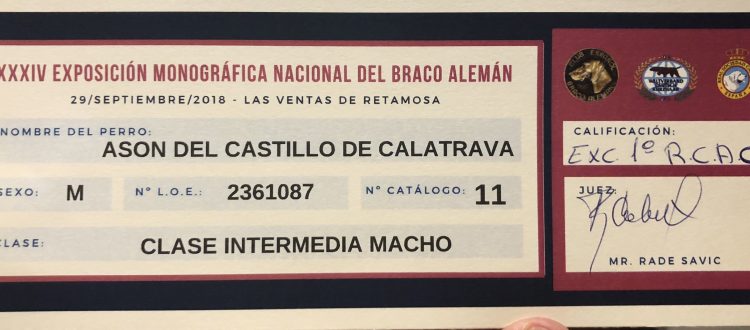 XXXIV EXPOSICIÓN MONOGRÁFICA NACIONAL DEL BRACO ALEMÁN
29/SEPTIEMBRE/2018 - LAS VENTAS DE RETAMOSA
NOMBRE DEL PERRO:
ASON DEL CASTILLO DE CALATRAVA
SEXO: M Nº L.O.E.: 2361087 Nº CATÁLOGO: 11
CLASE:
CLASE INTERMEDIA MACHO
CALIFICACIÓN:
EXC. 1º R.C.A.C
JUEZ:
MR. RADE SAVIC